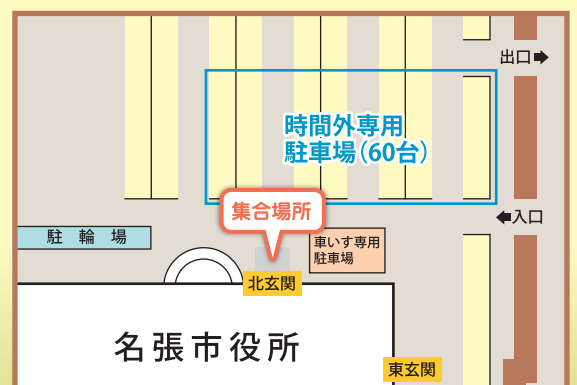 出口
時間外専用
駐車場(60台)
集合場所
入口
駐輪場
車いす専用
駐車場
北玄関
名張市役所
東玄関